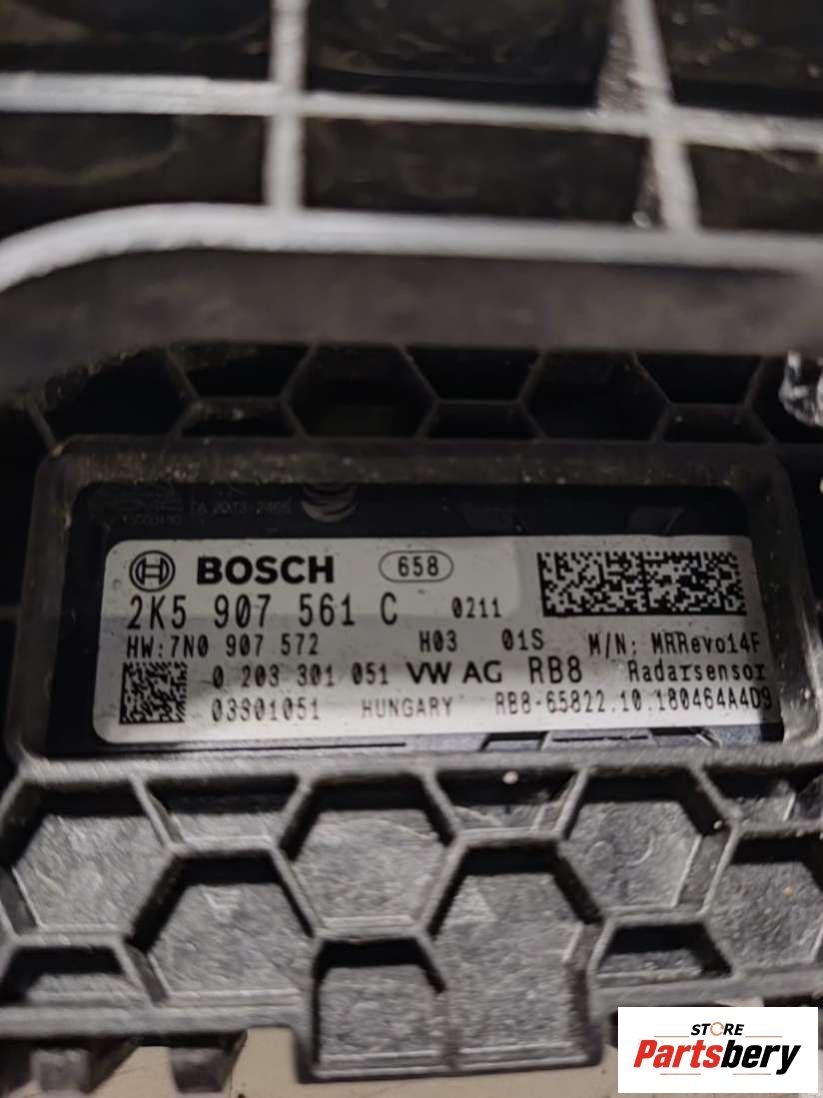 BOSCH 658
2K5 907 561 C 0211
HW:7N0 907 572 H03 01S M/N: MRRevo14F
0 203 301 051 VW AG RB8 Radarsensor
03301051 HUNGARY RB8-65822.10.180464A4D9
STORE
Partsbery